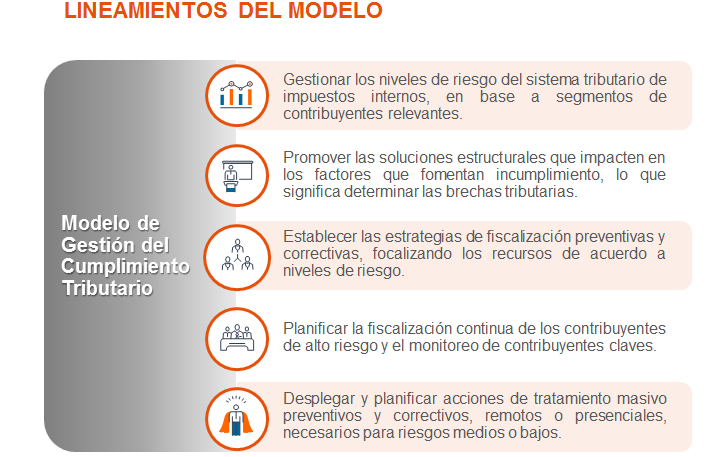 LINEAMIENTOS DEL MODELO
Modelo de
Gestión del
Cumplimiento
Tributario
Gestionar los niveles de riesgo del sistema tributario de
impuestos internos, en base a segmentos de
contribuyentes relevantes.
Promover las soluciones estructurales que impacten en
los factores que fomentan incumplimiento, lo que
significa determinar las brechas tributarias.
Establecer las estrategias de fiscalización preventivas y
correctivas, focalizando los recursos de acuerdo a
niveles de riesgo.
Planificar la fiscalización continua de los contribuyentes
de alto riesgo y el monitoreo de contribuyentes claves.
Desplegar y planificar acciones de tratamiento masivo
preventivos y correctivos, remotos o presenciales,
necesarios para riesgos medios o bajos.